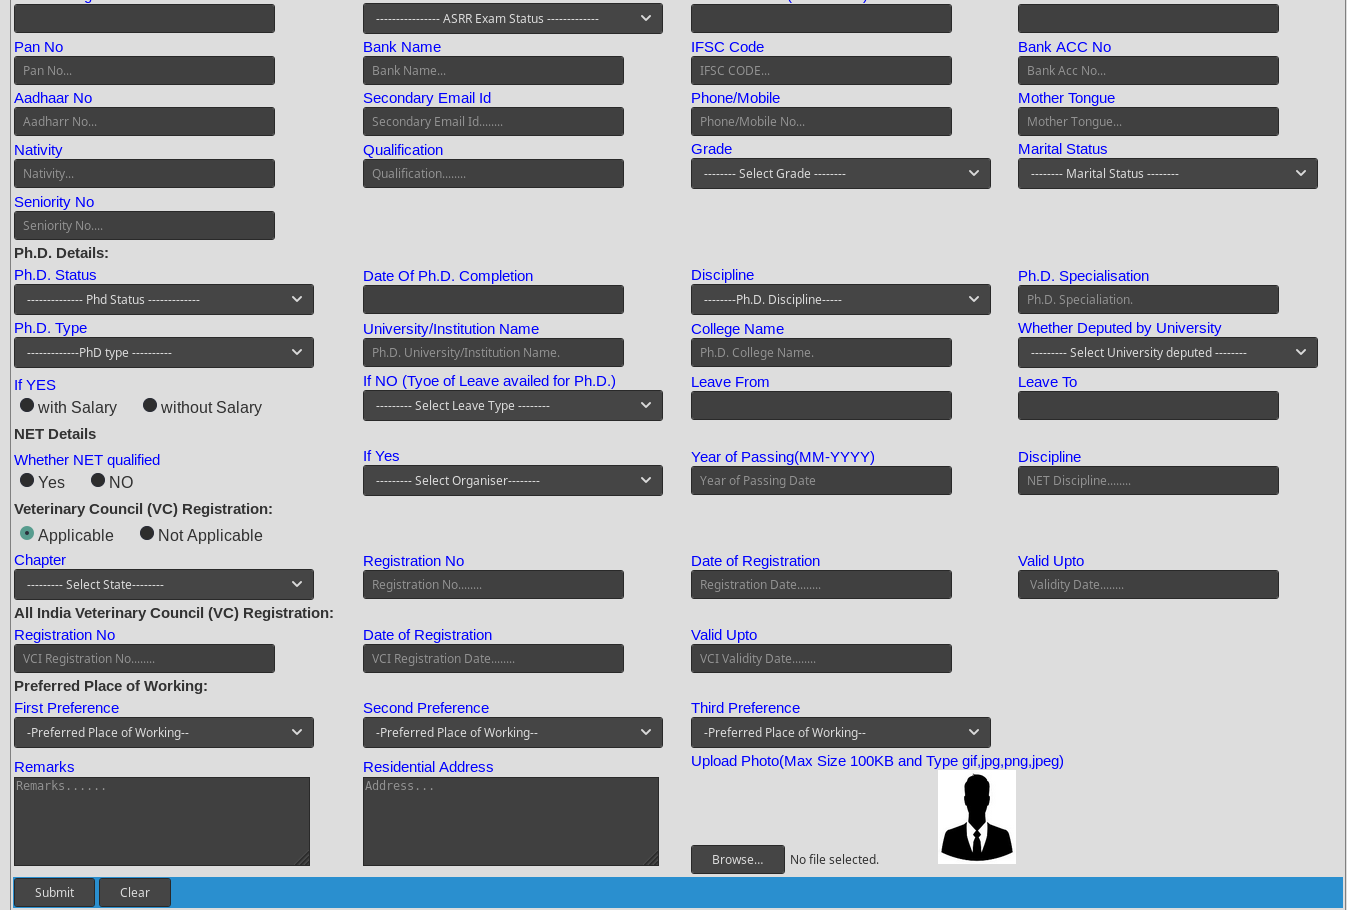 ---------------- ASRR Exam Status -------------
Pan No Bank Name IFSC Code Bank ACC No
Pan No... Bank Name... IFSC CODE... Bank Acc No...
Aadhaar No Secondary Email Id Phone/Mobile Mother Tongue
Aadharr No... Secondary Email Id........ Phone/Mobile No... Mother Tongue...
Nativity Qualification Grade Marital Status
Nativity... Qualification........ -------- Select Grade -------- -------- Marital Status --------
Seniority No
Seniority No....
Ph.D. Details:
Ph.D. Status Date Of Ph.D. Completion Discipline Ph.D. Specialisation
-------------- Phd Status ------------- --------Ph.D. Discipline----- Ph.D. Specialiation.
Ph.D. Type University/Institution Name College Name Whether Deputed by University
-------------PhD type ---------- Ph.D. University/Institution Name. Ph.D. College Name. --------- Select University deputed --------
If YES If NO (Tyoe of Leave availed for Ph.D.) Leave From Leave To
with Salary without Salary --------- Select Leave Type --------
NET Details
Whether NET qualified If Yes Year of Passing(MM-YYYY) Discipline
Yes NO --------- Select Organiser-------- Year of Passing Date NET Discipline........
Veterinary Council (VC) Registration:
Applicable Not Applicable
Chapter Registration No Date of Registration Valid Upto
--------- Select State-------- Registration No........ Registration Date........ Validity Date........
All India Veterinary Council (VC) Registration:
Registration No Date of Registration Valid Upto
VCI Registration No........ VCI Registration Date........ VCI Validity Date........
Preferred Place of Working:
First Preference Second Preference Third Preference
-Preferred Place of Working-- -Preferred Place of Working-- -Preferred Place of Working--
Remarks Residential Address Upload Photo(Max Size 100KB and Type gif,jpg,png,jpeg)
Remarks...... Address...
Browse... No file selected.
Submit Clear